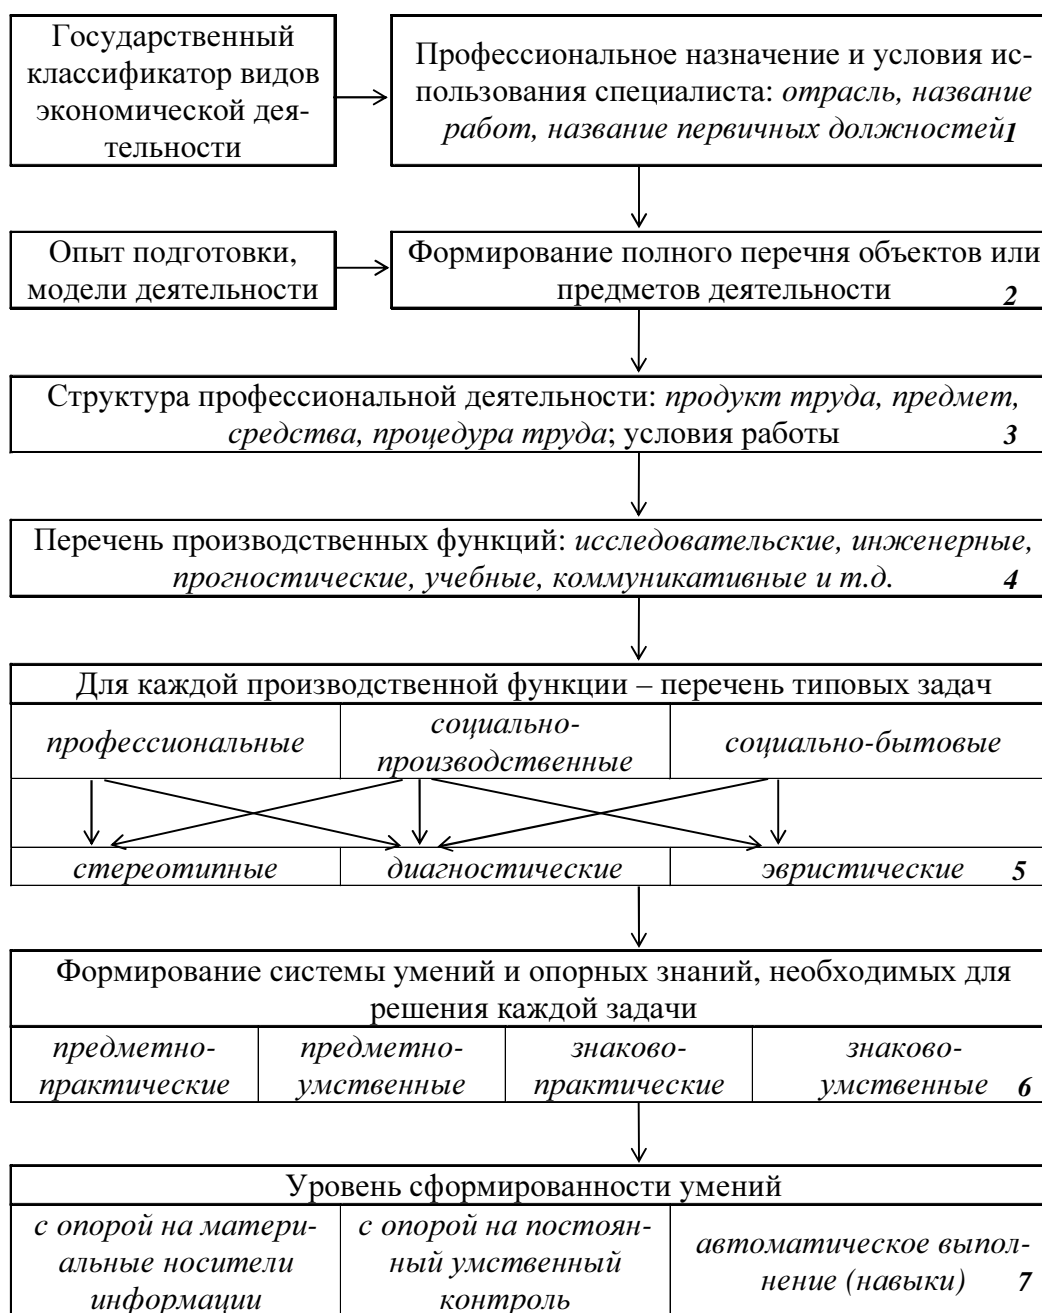 Государственный
классификатор видов
экономической дея-
тельности
Профессиональное назначение и условия ис-
пользования специалиста: отрасль, название
работ, название первичных должностей 1
Опыт подготовки,
модели деятельности
Формирование полного перечня объектов или
предметов деятельности 2
Структура профессиональной деятельности: продукт труда, предмет,
средства, процедура труда; условия работы 3
Перечень производственных функций: исследовательские, инженерные,
прогностические, учебные, коммуникативные и т.д. 4
Для каждой производственной функции – перечень типовых задач
профессиональные
социально-
производственные
социально-бытовые
стереотипные
диагностические
эвристические 5
Формирование системы умений и опорных знаний, необходимых для
решения каждой задачи
предметно-
практические
предметно-
умственные
знаково-
практические
знаково-
умственные 6
Уровень сформированности умений
с опорой на матери-
альные носители
информации
с опорой на постоян-
ный умственный
контроль
автоматическое выпол-
нение (навыки) 7